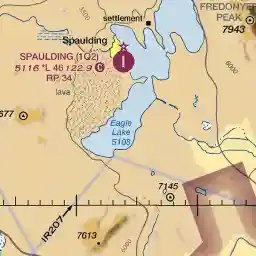 settlement
FREDONYER
PEAK
7943
Spaulding
SPAULDING (1Q2)
5116 *L 46 122.9 C
RP 34
lava
677
Eagle
Lake
5108
7145
IR207
7613